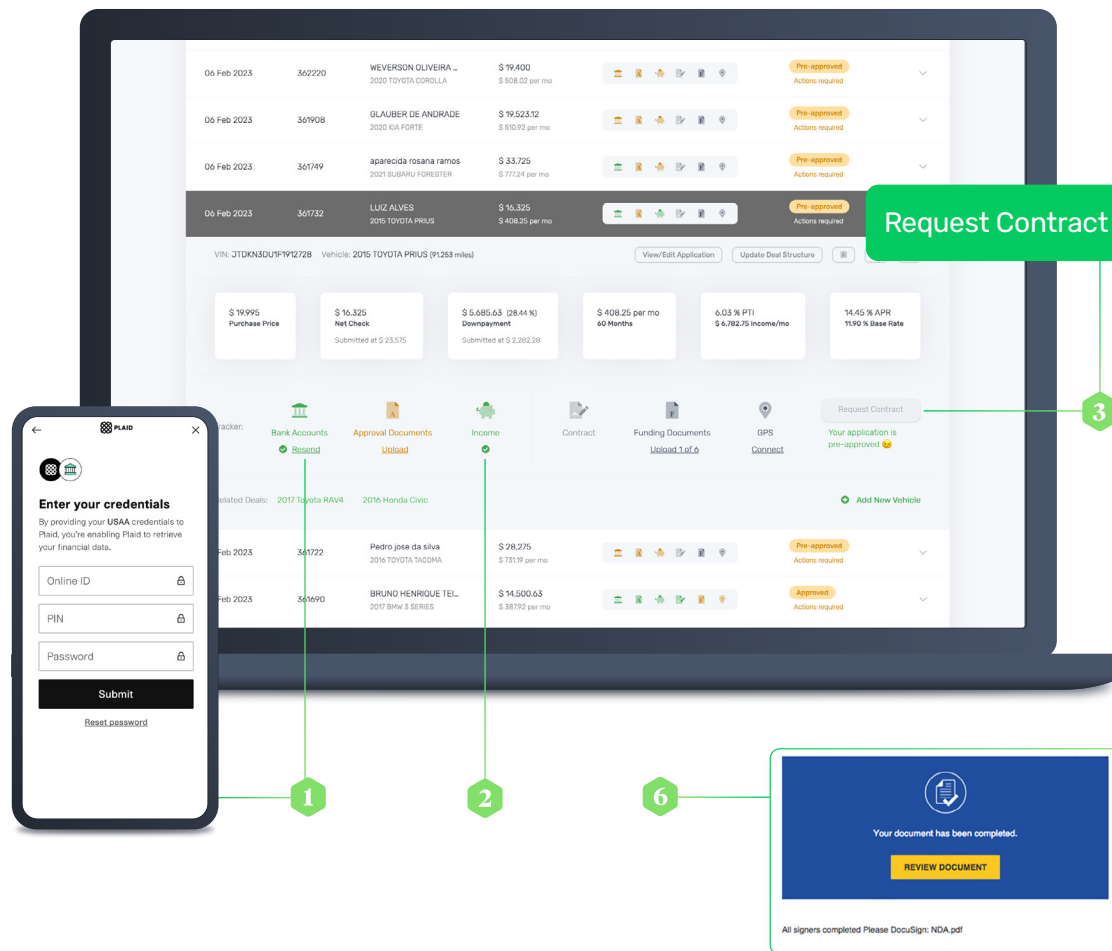 06 Feb 2023 362220 WEVERSON OLIVEIRA _ $ 19,400 Pre-approved
2020 TOYOTA COROLLA $ 508.02 per mo Actions required
06 Feb 2023 361908 GLAUBER DE ANDRADE $ 19,523.12 Pre-approved
2020 KIA FORTE $ 510.92 per mo Actions required
06 Feb 2023 361749 aparecida rosana ramos $ 33,725 Pre-approved
2021 SUBARU FORESTER $ 777.24 per mo Actions required
06 Feb 2023 361732 LUIZ ALVES $ 16,325 Pre-approved
2015 TOYOTA PRIUS $ 408.25 per mo Actions required
Request Contract
VIN: JTDKN3DU1F1912728 Vehicle: 2015 TOYOTA PRIUS (91.253 miles) View/Edit Application Update Deal Structure
$ 19,995 $ 16,325 $ 5,685.63 (28.44 %) $ 408.25 per mo 6.03 % PTI 14.45 % APR
Purchase Price Net Check Downpayment 60 Months $ 6,782.75 Income/mo 11.90 % Base Rate
Submitted at $ 23,575 Submitted at $ 2,282.28
Request Contract
racker: Bank Accounts Approval Documents Income Contract Funding Documents GPS Your application is
pre-approved
Resend Upload Upload 1 of 6 Connect
3
elated Deals: 2017 Toyota RAV4 2016 Honda Civic Add New Vehicle
Feb 2023 361722 Pedro jose da silva $ 28,275 Pre-approved
2016 TOYOTA TACOMA $ 731.19 per mo Actions required
Feb 2023 361690 BRUNO HENRIQUE TEI... $ 14,500.63 Approved
2017 BMW 3 SERIES $ 387.92 per mo Actions required
PLAID
Enter your credentials
By providing your USAA credentials to
Plaid, you're enabling Plaid to retrieve
your financial data.
Online ID
PIN
Password
Submit
Reset password
1
2
6
Your document has been completed.
REVIEW DOCUMENT
All signers completed Please DocuSign: NDA.pdf